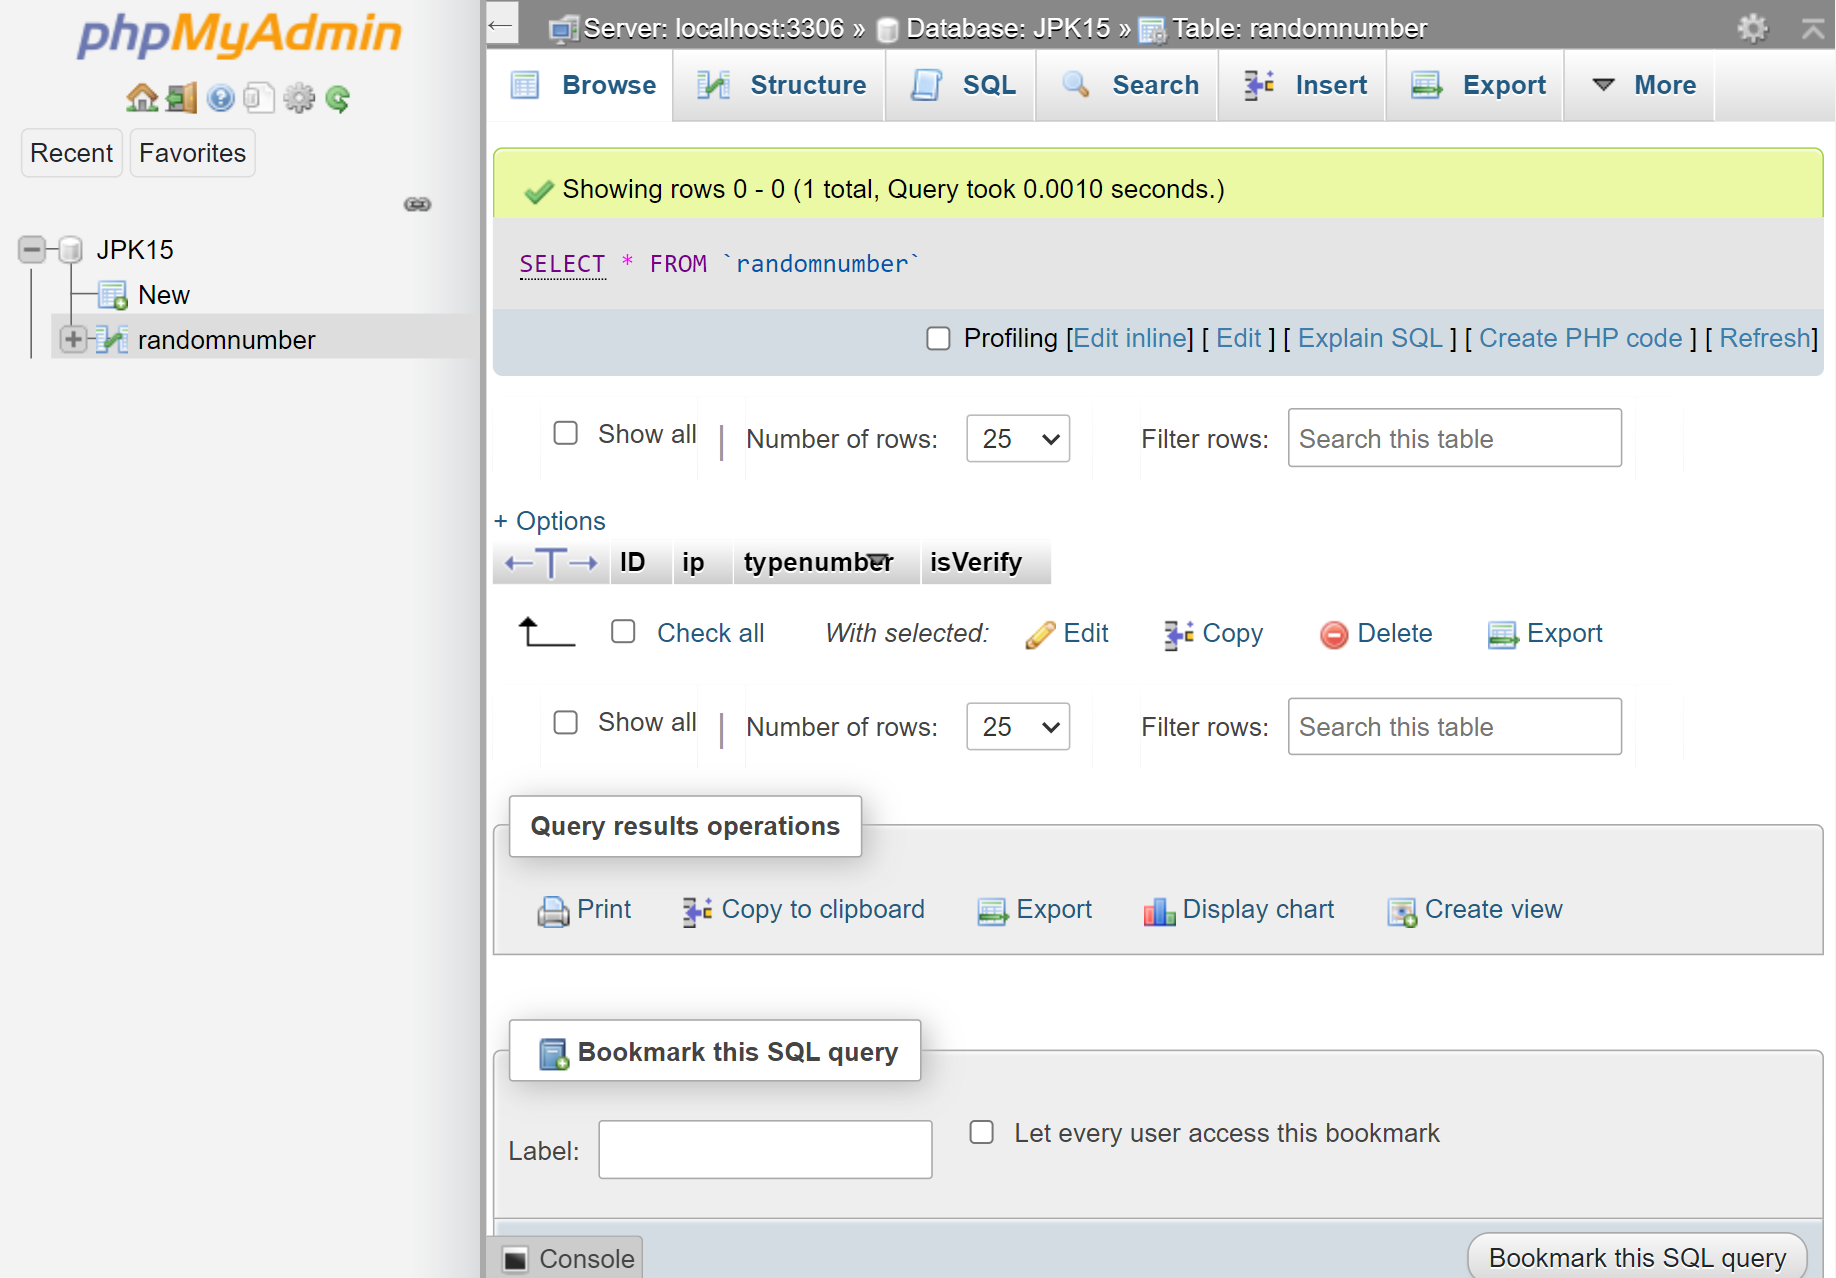 phpMyAdmin
Recent
Favorites
JPK15
New
randomnumber
← Server: localhost:3306 » Database: JPK15 » Table: randomnumber
Browse Structure SQL Search Insert Export More
Showing rows 0 - 0 (1 total, Query took 0.0010 seconds.)
SELECT * FROM `randomnumber`
Profiling [Edit inline] [ Edit ] [ Explain SQL ] [ Create PHP code ] [ Refresh]
Show all | Number of rows: 25 Filter rows: Search this table
+ Options
←T→ ID ip typenumber isVerify
Check all With selected: Edit Copy Delete Export
Show all | Number of rows: 25 Filter rows: Search this table
Query results operations
Print Copy to clipboard Export Display chart Create view
Bookmark this SQL query
Label: Let every user access this bookmark
Console Bookmark this SQL query